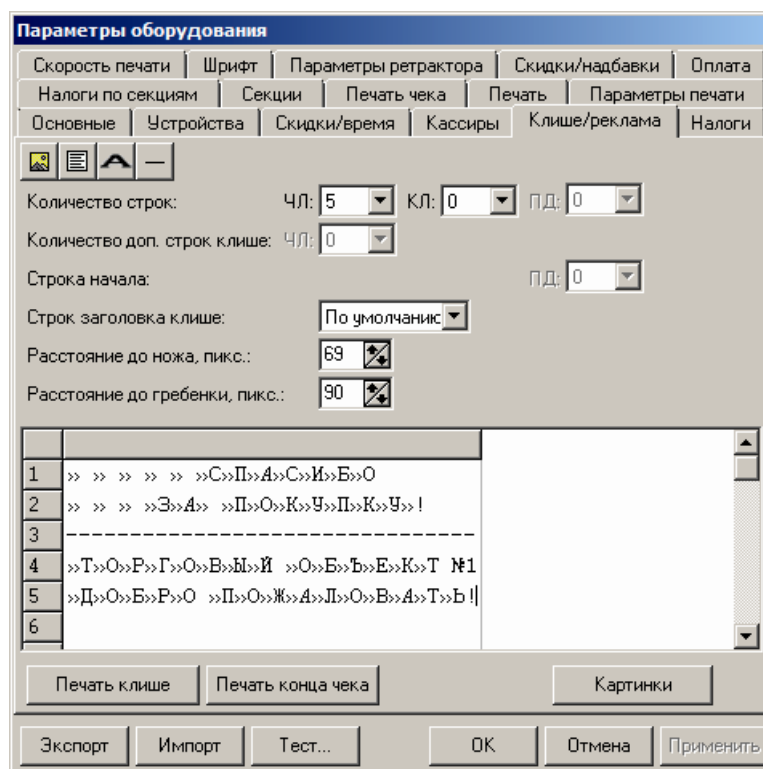 Параметры оборудования
Скорость печати Шрифт Параметры ретрактора Скидки/надбавки Оплата
Налоги по секциям Секции Печать чека Печать Параметры печати
Основные Устройства Скидки/время Кассиры Клише/реклама Налоги
Количество строк: ЧЛ: 5 КЛ: 0 ПД: 0
Количество доп. строк клише: ЧЛ: 0
Строка начала: ПД: 0
Строк заголовка клише: По умолчанию
Расстояние до ножа, пикс.: 69
Расстояние до гребенки, пикс.: 90
1 » » » » » »С»П»А»С»И»Б»О
2 » » » »З»А» »П»О»К»У»П»К»У»!
3 --------------------------------
4 »Т»О»Р»Г»О»В»Ы»Й »О»Б»Ъ»Е»К»Т №1
5 »Д»О»Б»Р»О »П»О»Ж»А»Л»О»В»А»Т»Ь!
6
Печать клише Печать конца чека Картинки
Экспорт Импорт Тест... OK Отмена Применить